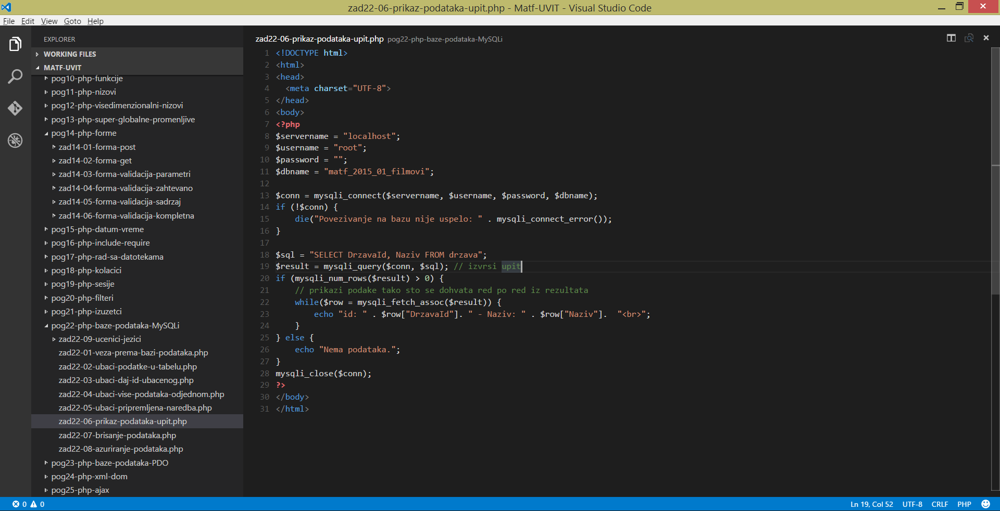 zad22-06-prikaz-podataka-upit.php - Matf-UVIT - Visual Studio Code
File Edit View Goto Help
EXPLORER
WORKING FILES
MATF-UVIT
pog10-php-funkcije
pog11-php-nizovi
pog12-php-visedimenzionalni-nizovi
pog13-php-super-globalne-promenljive
pog14-php-forme
zad14-01-forma-post
zad14-02-forma-get
zad14-03-forma-validacija-parametri
zad14-04-forma-validacija-zahtevano
zad14-05-forma-validacija-sadrzaj
zad14-06-forma-validacija-kompletna
pog15-php-datum-vreme
pog16-php-include-require
pog17-php-rad-sa-datotekama
pog18-php-kolacici
pog19-php-sesije
pog20-php-filteri
pog21-php-izuzetci
pog22-php-baze-podataka-MySQLi
zad22-09-ucenici-jezici
zad22-01-veza-prema-bazi-podataka.php
zad22-02-ubaci-podatke-u-tabelu.php
zad22-03-ubaci-daj-id-ubacenog.php
zad22-04-ubaci-vise-podataka-odjednom.php
zad22-05-ubaci-pripremljena-naredba.php
zad22-06-prikaz-podataka-upit.php
zad22-07-brisanje-podataka.php
zad22-08-azuriranje-podataka.php
pog23-php-baze-podataka-PDO
pog24-php-xml-dom
pog25-php-ajax
zad22-06-prikaz-podataka-upit.php pog22-php-baze-podataka-MySQLi
1 <!DOCTYPE html>
2 <html>
3 <head>
4   <meta charset="UTF-8">
5 </head>
6 <body>
7 <?php
8 $servername = "localhost";
9 $username = "root";
10 $password = "";
11 $dbname = "matf_2015_01_filmovi";
12
13 $conn = mysqli_connect($servername, $username, $password, $dbname);
14 if (!$conn) {
15     die("Povezivanje na bazu nije uspelo: " . mysqli_connect_error());
16 }
17
18 $sql = "SELECT DrzavaId, Naziv FROM drzava";
19 $result = mysqli_query($conn, $sql); // izvrsi upit
20 if (mysqli_num_rows($result) > 0) {
21     // prikazi podake tako sto se dohvata red po red iz rezultata
22     while($row = mysqli_fetch_assoc($result)) {
23         echo "id: " . $row["DrzavaId"]. " - Naziv: " . $row["Naziv"].  "<br>";
24     }
25 } else {
26     echo "Nema podataka.";
27 }
28 mysqli_close($conn);
29 ?>
30 </body>
31 </html>
0 0 Ln 19, Col 52 UTF-8 CRLF PHP